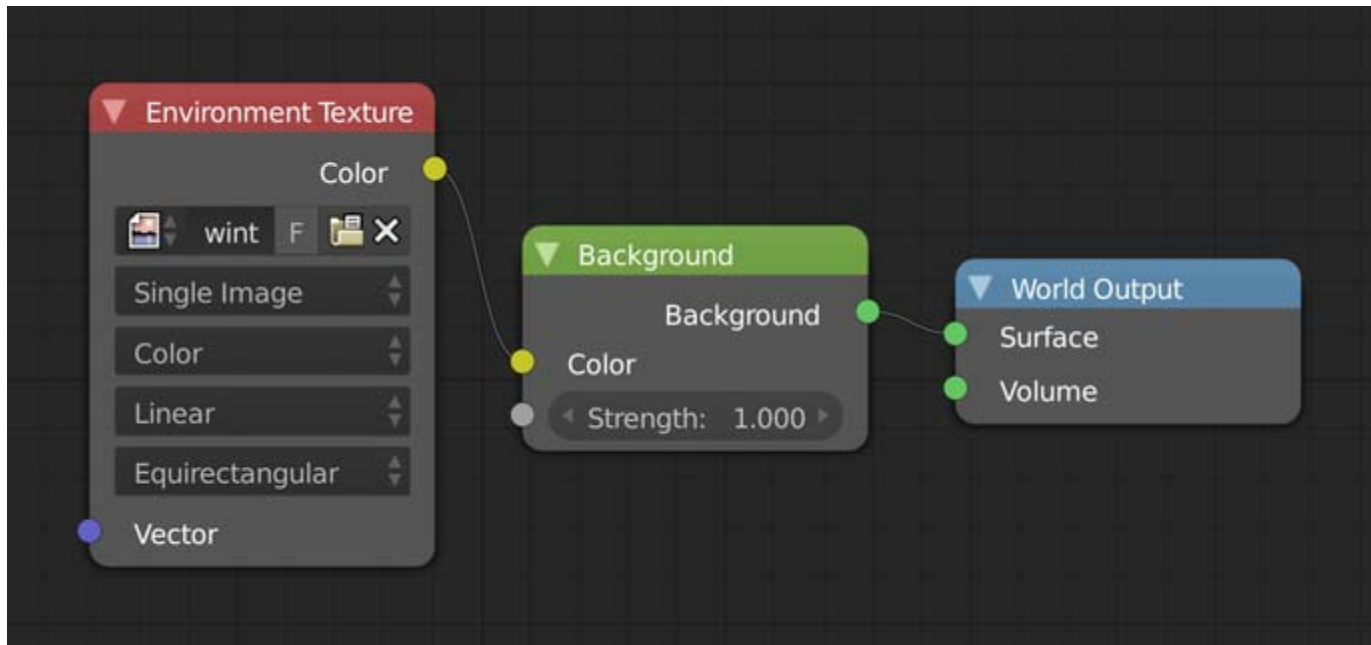 Environment Texture
Color
wint F
Single Image
Color
Linear
Equirectangular
Vector
Background
Background
Color
Strength: 1.000
World Output
Surface
Volume